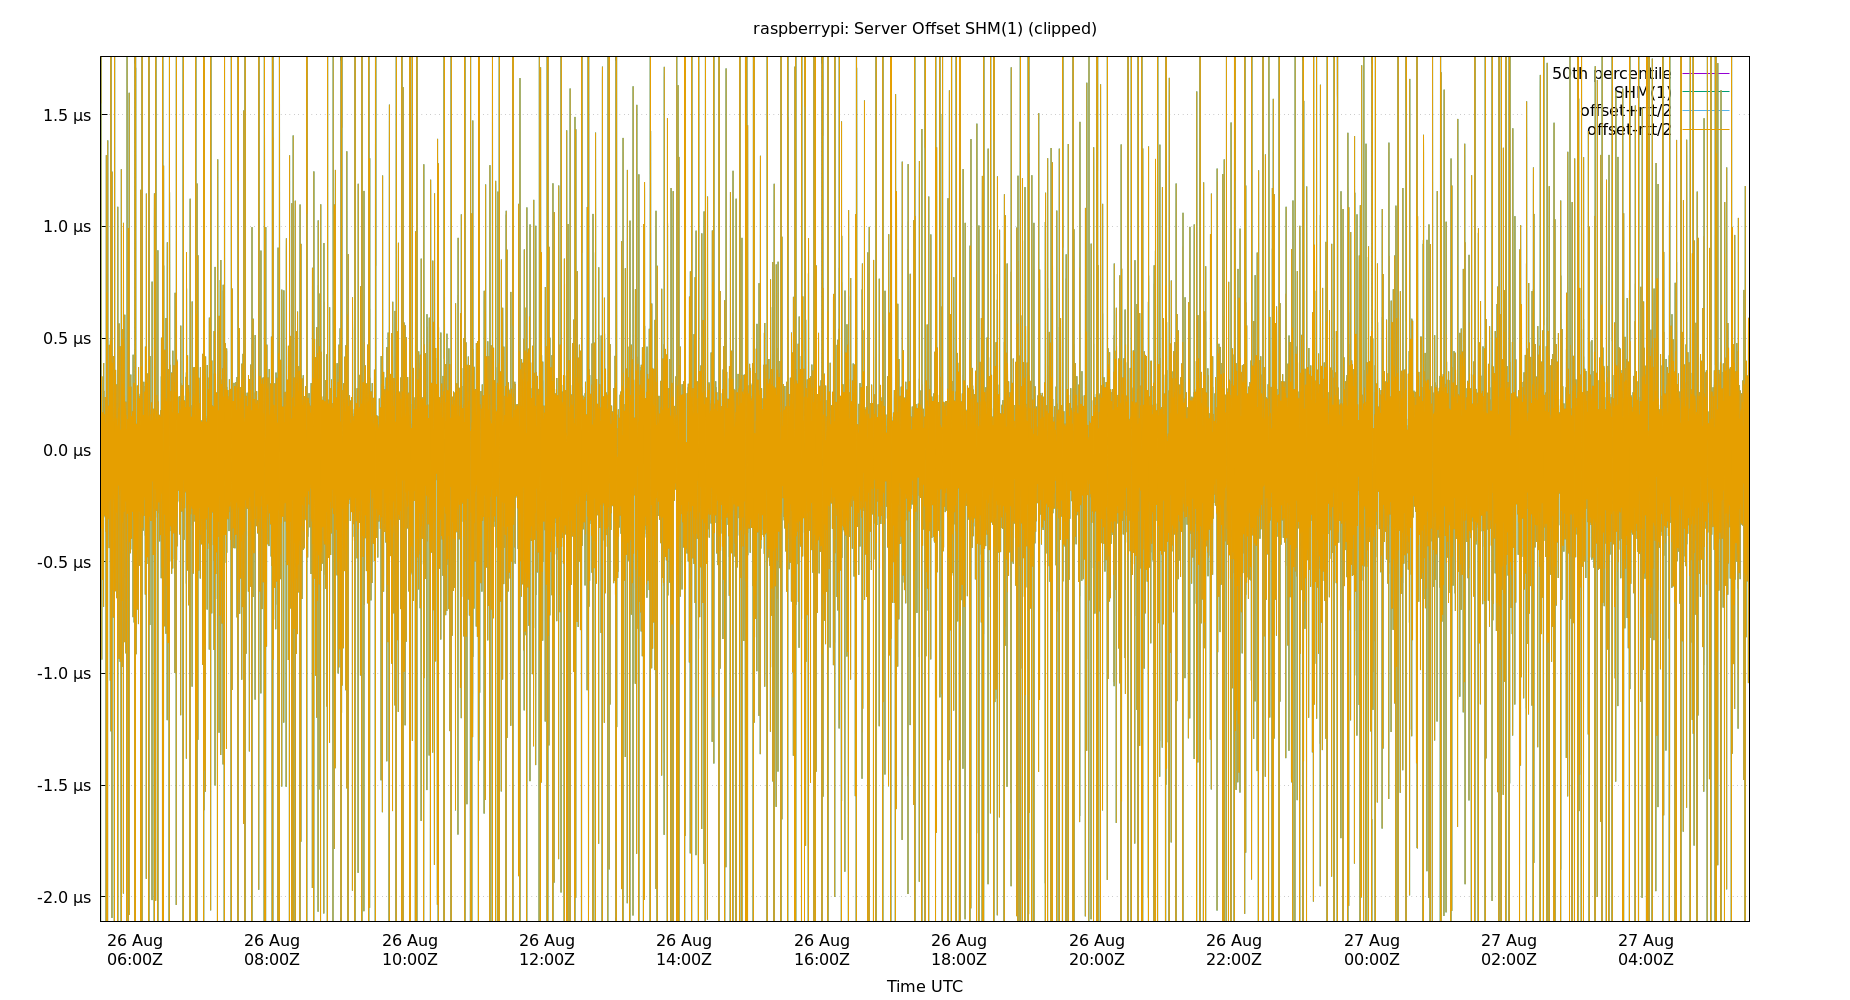 raspberrypi: Server Offset SHM(1) (clipped)
50th percentile
SHM(1)
offset+rtt/2
offset-rtt/2
1.5 µs
1.0 µs
0.5 µs
0.0 µs
-0.5 µs
-1.0 µs
-1.5 µs
-2.0 µs
26 Aug 26 Aug 26 Aug 26 Aug 26 Aug 26 Aug 26 Aug 26 Aug 26 Aug 27 Aug 27 Aug 27 Aug
06:00Z 08:00Z 10:00Z 12:00Z 14:00Z 16:00Z 18:00Z 20:00Z 22:00Z 00:00Z 02:00Z 04:00Z
Time UTC